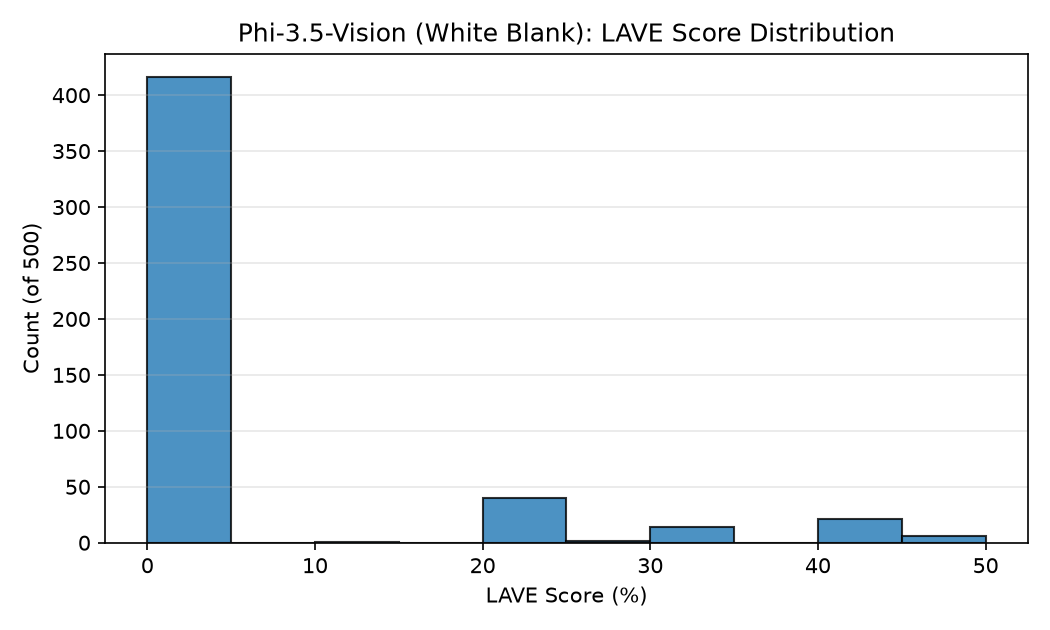 Phi-3.5-Vision (White Blank): LAVE Score Distribution
Count (of 500)
400
350
300
250
200
150
100
50
0
0 10 20 30 40 50
LAVE Score (%)